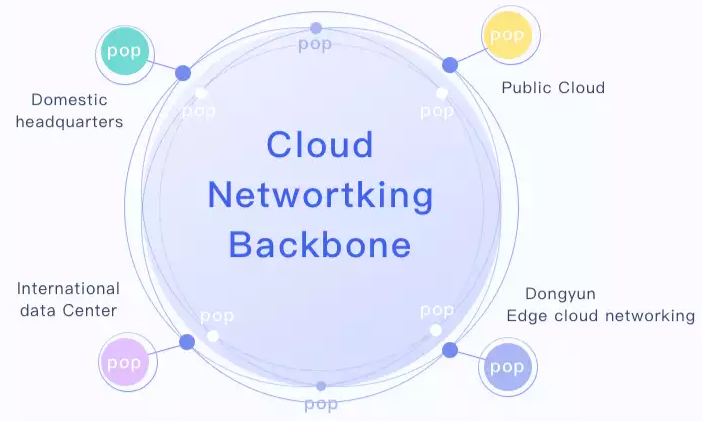 pop
pop
pop
Public Cloud
Domestic
headquarters
pop
pop
Cloud
Networtking
Backbone
International
data Center
Dongyun
Edge cloud networking
pop
pop
pop
pop
pop